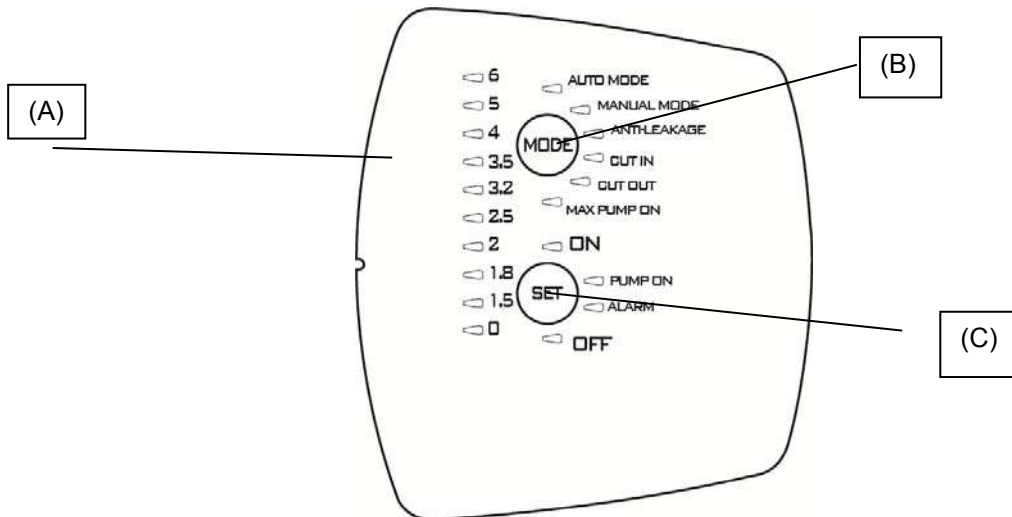 (A)
(B)
(C)
6
5
4
3.5
3.2
2.5
2
1.8
1.5
0
AUTO MODE
MANUAL MODE
ANTI-LEAKAGE
MODE
CUT IN
CUT OUT
MAX PUMP ON
ON
PUMP ON
SET
ALARM
OFF